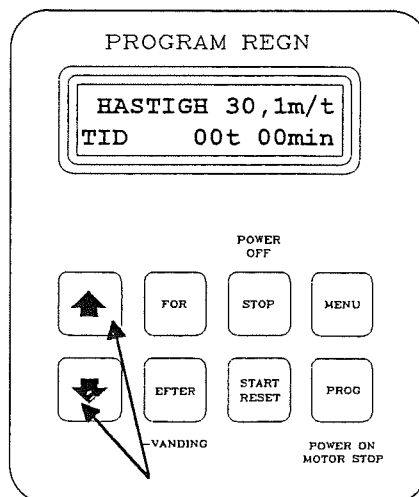 PROGRAM REGN
HASTIGH 30,1m/t
TID 00t 00min
POWER
OFF
FOR
STOP
MENU
EFTER
START
RESET
PROG
VANDING
POWER ON
MOTOR STOP